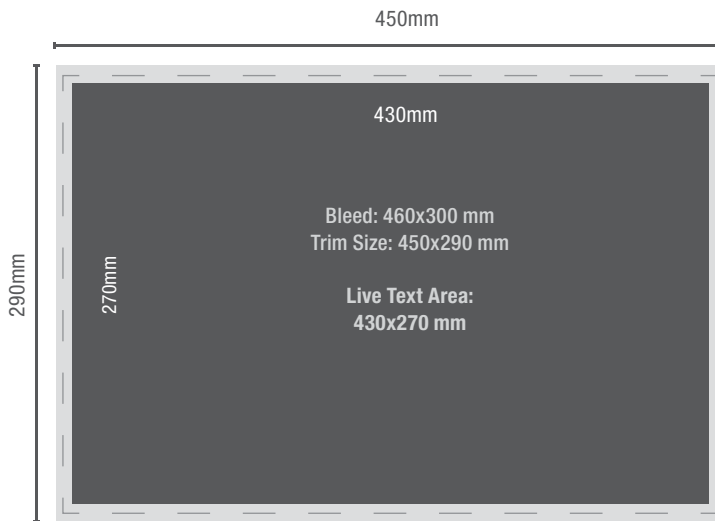 450mm
430mm
290mm
270mm
Bleed: 460x300 mm
Trim Size: 450x290 mm
Live Text Area:
430x270 mm